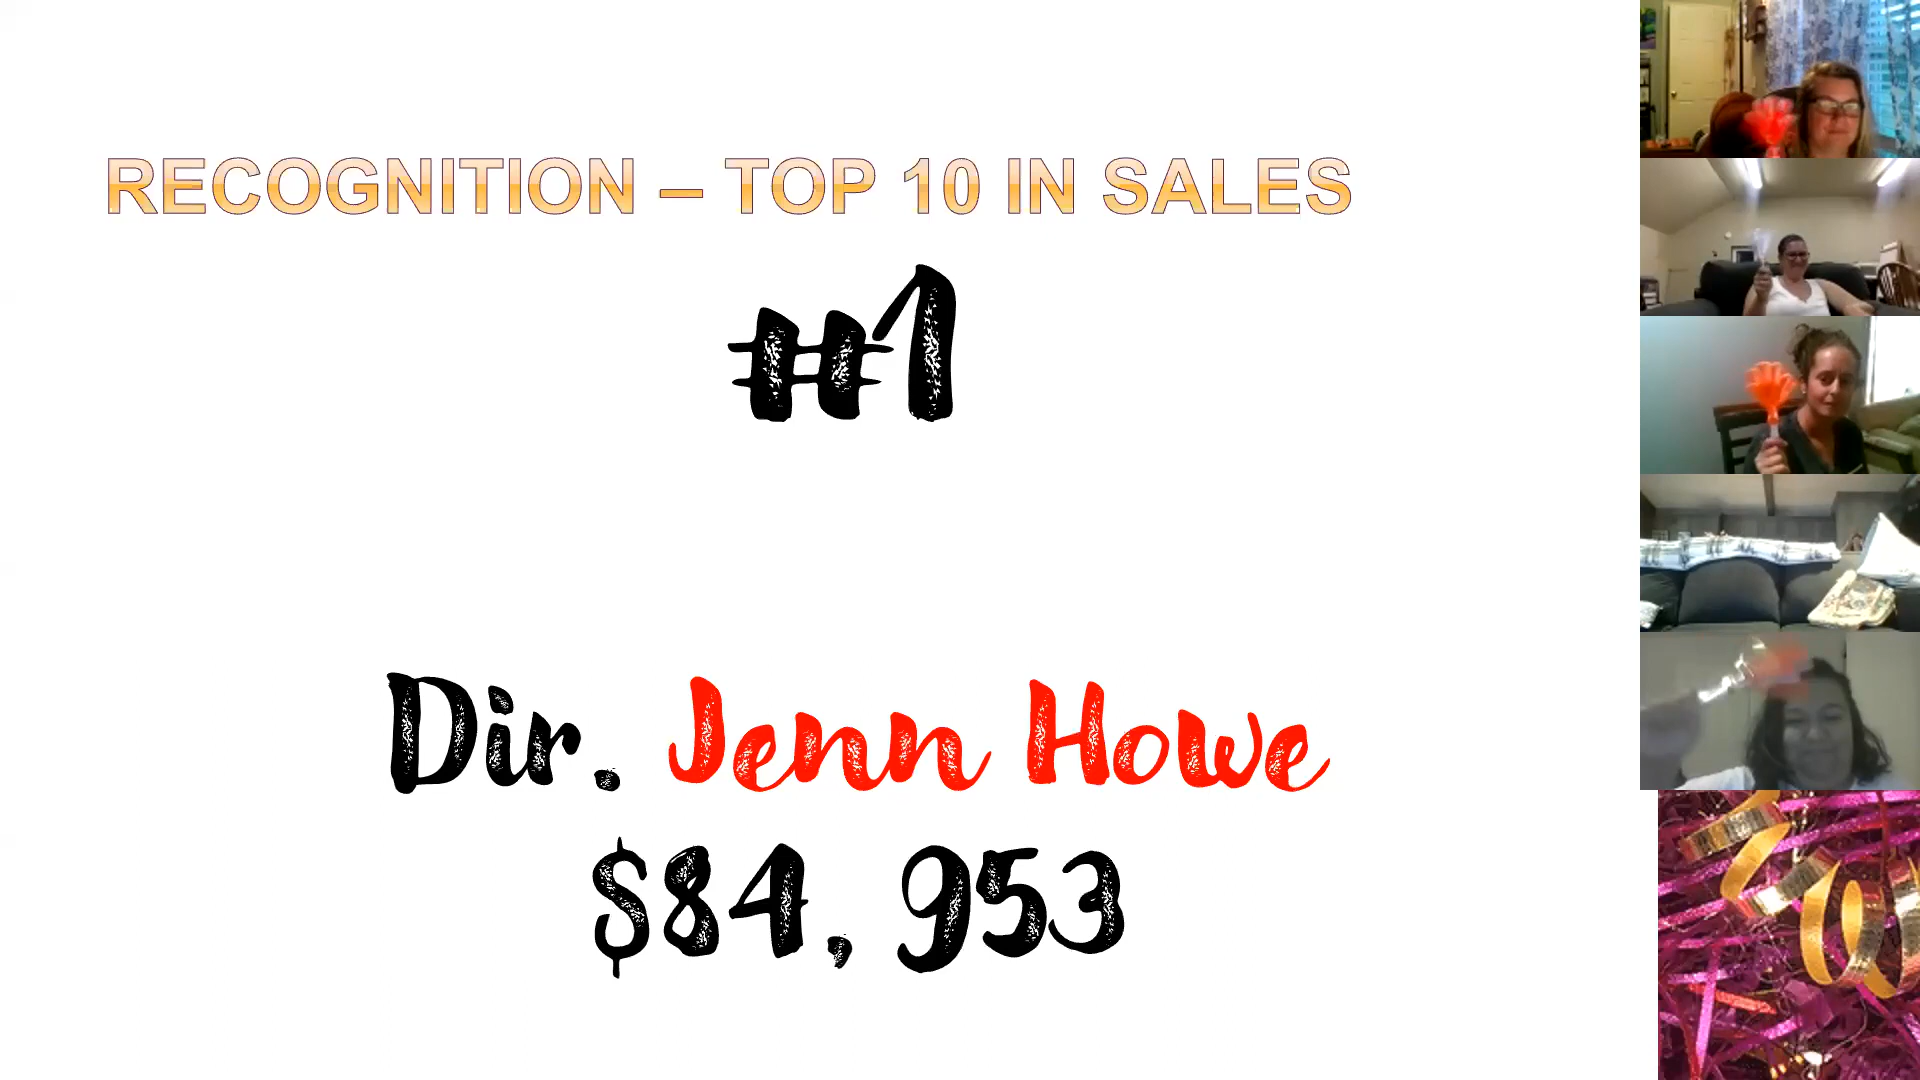 RECOGNITION – TOP 10 IN SALES
#1
Dir. Jenn Howe
$84, 953